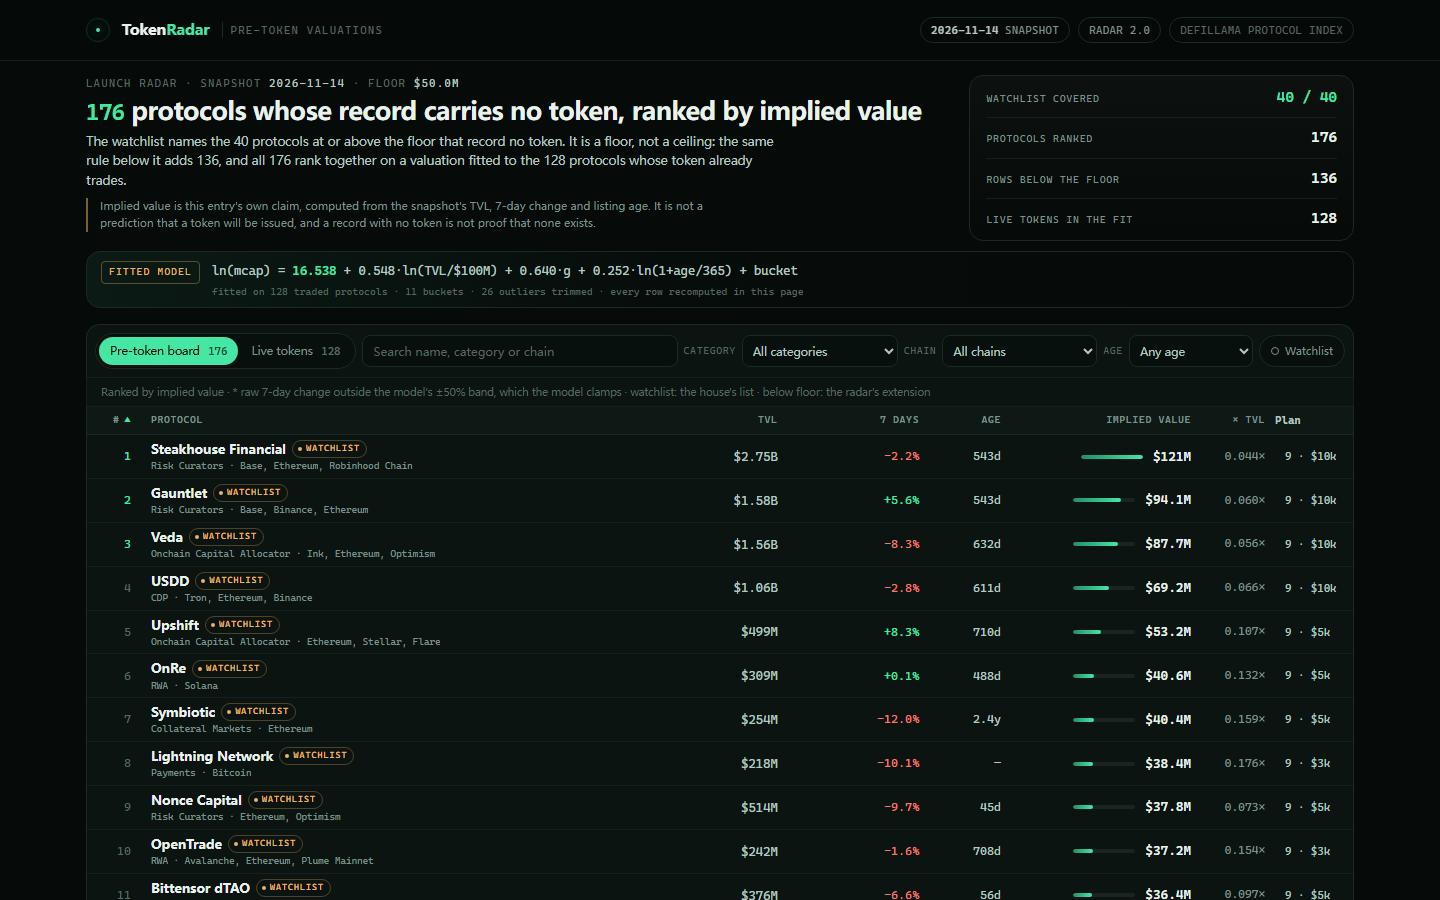 TokenRadar PRE-TOKEN VALUATIONS 2026-11-14 SNAPSHOT RADAR 2.0 DEFILLAMA PROTOCOL INDEX
LAUNCH RADAR · SNAPSHOT 2026-11-14 · FLOOR $50.0M
176 protocols whose record carries no token, ranked by implied value
The watchlist names the 40 protocols at or above the floor that record no token. It is a floor, not a ceiling: the same
rule below it adds 136, and all 176 rank together on a valuation fitted to the 128 protocols whose token already
trades.
Implied value is this entry's own claim, computed from the snapshot's TVL, 7-day change and listing age. It is not a
prediction that a token will be issued, and a record with no token is not proof that none exists.
WATCHLIST COVERED 40 / 40
PROTOCOLS RANKED 176
ROWS BELOW THE FLOOR 136
LIVE TOKENS IN THE FIT 128
FITTED MODEL ln(mcap) = 16.538 + 0.548·ln(TVL/$100M) + 0.640·g + 0.252·ln(1+age/365) + bucket
fitted on 128 traded protocols · 11 buckets · 26 outliers trimmed · every row recomputed in this page
Pre-token board 176 Live tokens 128 Search name, category or chain CATEGORY All categories CHAIN All chains AGE Any age Watchlist
Ranked by implied value · * raw 7-day change outside the model's ±50% band, which the model clamps · watchlist: the house's list · below floor: the radar's extension
# ▲ PROTOCOL TVL 7 DAYS AGE IMPLIED VALUE × TVL Plan
1 Steakhouse Financial WATCHLIST $2.75B −2.2% 543d $121M 0.044× 9 · $10k
Risk Curators · Base, Ethereum, Robinhood Chain
2 Gauntlet WATCHLIST $1.58B +5.6% 543d $94.1M 0.060× 9 · $10k
Risk Curators · Base, Binance, Ethereum
3 Veda WATCHLIST $1.56B −8.3% 632d $87.7M 0.056× 9 · $10k
Onchain Capital Allocator · Ink, Ethereum, Optimism
4 USDD WATCHLIST $1.06B −2.8% 611d $69.2M 0.066× 9 · $10k
CDP · Tron, Ethereum, Binance
5 Upshift WATCHLIST $499M +8.3% 710d $53.2M 0.107× 9 · $5k
Onchain Capital Allocator · Ethereum, Stellar, Flare
6 OnRe WATCHLIST $309M +0.1% 488d $40.6M 0.132× 9 · $5k
RWA · Solana
7 Symbiotic WATCHLIST $254M −12.0% 2.4y $40.4M 0.159× 9 · $5k
Collateral Markets · Ethereum
8 Lightning Network WATCHLIST $218M −10.1% — $38.4M 0.176× 9 · $3k
Payments · Bitcoin
9 Nonce Capital WATCHLIST $514M −9.7% 45d $37.8M 0.073× 9 · $5k
Risk Curators · Ethereum, Optimism
10 OpenTrade WATCHLIST $242M −1.6% 708d $37.2M 0.154× 9 · $3k
RWA · Avalanche, Ethereum, Plume Mainnet
11 Bittensor dTAO WATCHLIST $376M −6.6% 56d $36.4M 0.097× 9 · $5k